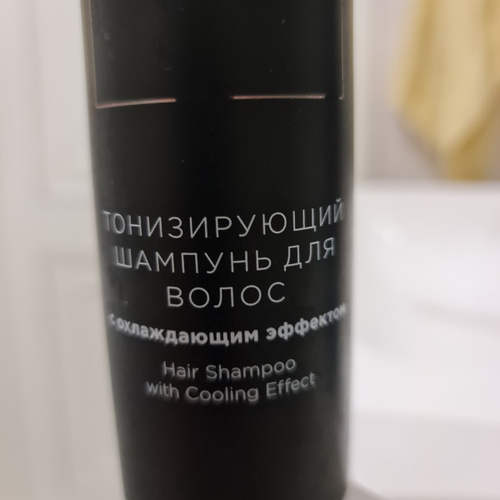 ТОНИЗИРУЮЩИЙ
ШАМПУНЬ ДЛЯ
ВОЛОС
с охлаждающим эффектом
Hair Shampoo
with Cooling Effect